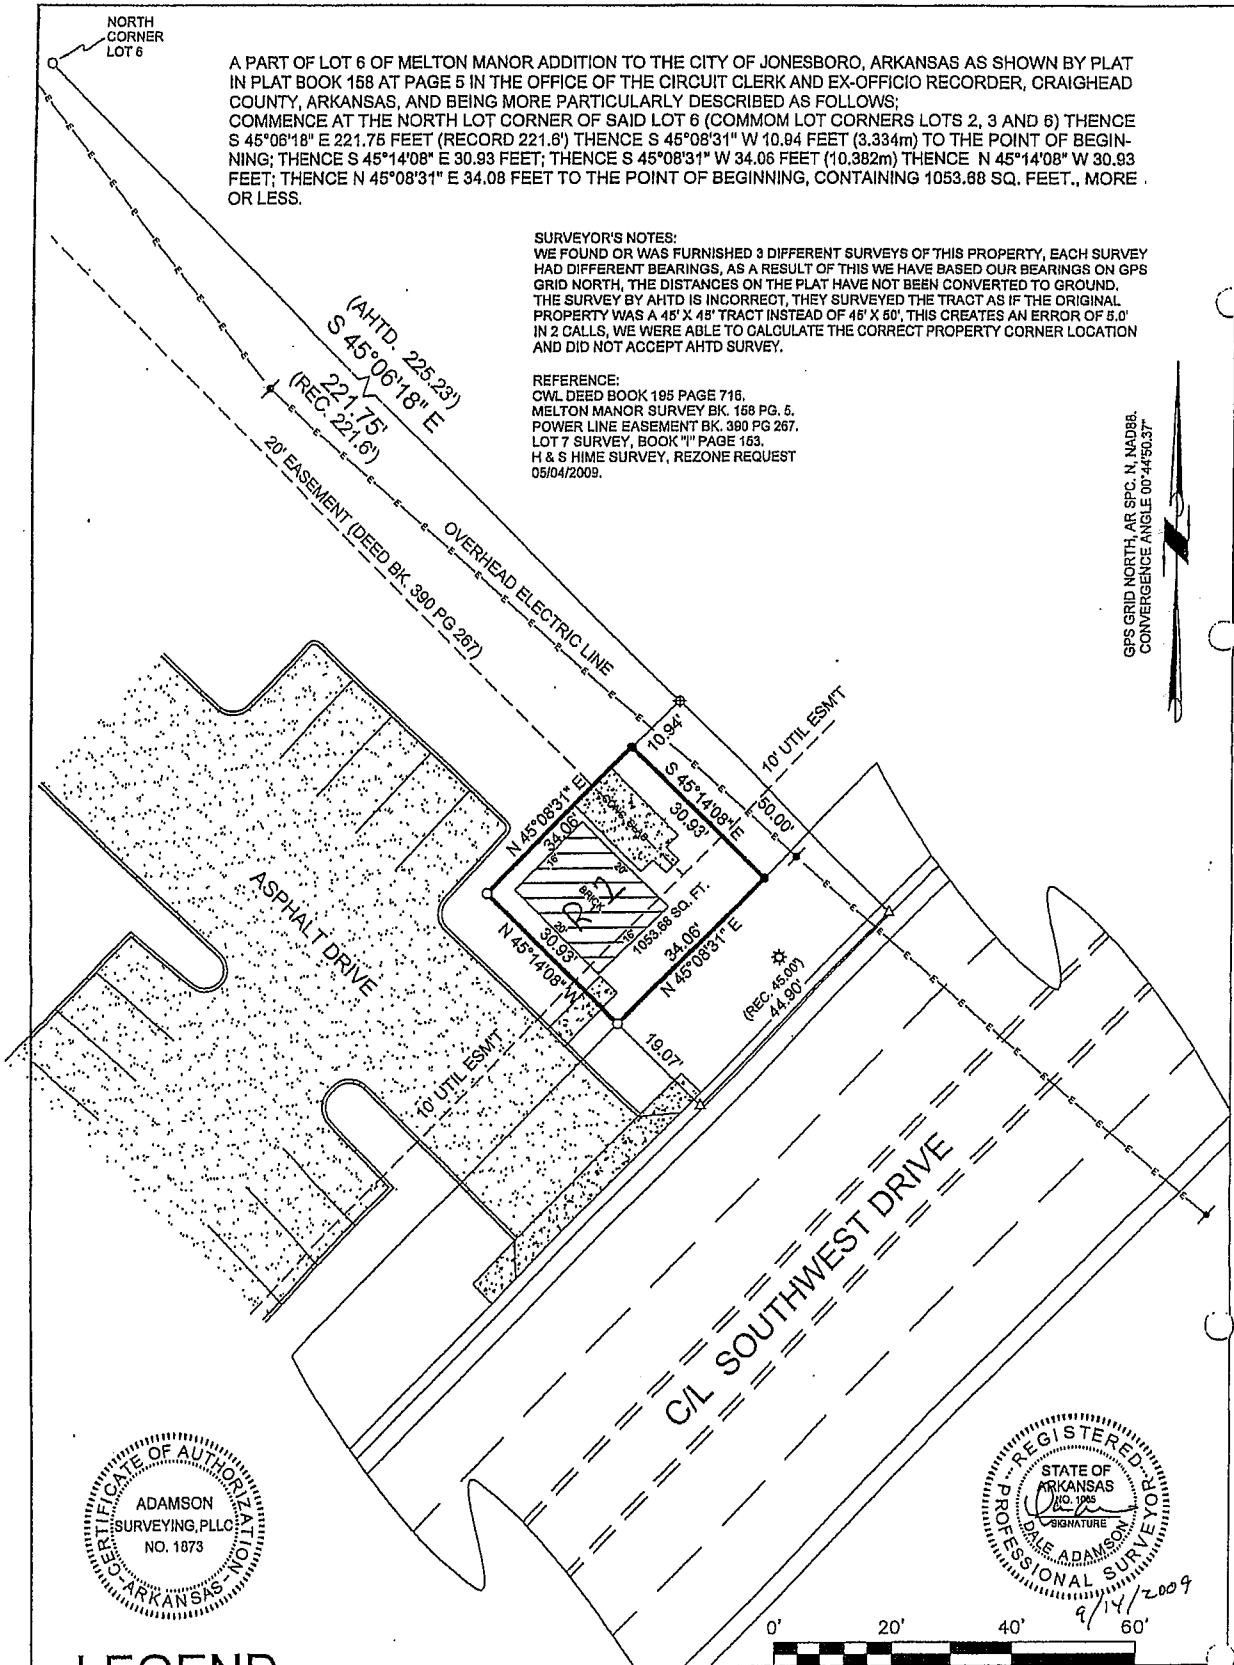 NORTH
CORNER
LOT 6
A PART OF LOT 6 OF MELTON MANOR ADDITION TO THE CITY OF JONESBORO, ARKANSAS AS SHOWN BY PLAT
IN PLAT BOOK 158 AT PAGE 5 IN THE OFFICE OF THE CIRCUIT CLERK AND EX-OFFICIO RECORDER, CRAIGHEAD
COUNTY, ARKANSAS, AND BEING MORE PARTICULARLY DESCRIBED AS FOLLOWS;
COMMENCE AT THE NORTH LOT CORNER OF SAID LOT 6 (COMMOM LOT CORNERS LOTS 2, 3 AND 6) THENCE
S 45°06'18" E 221.75 FEET (RECORD 221.6') THENCE S 45°08'31" W 10.94 FEET (3.334m) TO THE POINT OF BEGIN-
NING; THENCE S 45°14'08" E 30.93 FEET; THENCE S 45°08'31" W 34.06 FEET (10.382m) THENCE N 45°14'08" W 30.93
FEET; THENCE N 45°08'31" E 34.08 FEET TO THE POINT OF BEGINNING, CONTAINING 1053.68 SQ. FEET., MORE
OR LESS.
SURVEYOR'S NOTES:
WE FOUND OR WAS FURNISHED 3 DIFFERENT SURVEYS OF THIS PROPERTY, EACH SURVEY
HAD DIFFERENT BEARINGS, AS A RESULT OF THIS WE HAVE BASED OUR BEARINGS ON GPS
GRID NORTH, THE DISTANCES ON THE PLAT HAVE NOT BEEN CONVERTED TO GROUND.
THE SURVEY BY AHTD IS INCORRECT, THEY SURVEYED THE TRACT AS IF THE ORIGINAL
PROPERTY WAS A 45' X 45' TRACT INSTEAD OF 45' X 50', THIS CREATES AN ERROR OF 5.0'
IN 2 CALLS, WE WERE ABLE TO CALCULATE THE CORRECT PROPERTY CORNER LOCATION
AND DID NOT ACCEPT AHTD SURVEY.
REFERENCE:
CWL DEED BOOK 195 PAGE 716,
MELTON MANOR SURVEY BK. 158 PG. 5.
POWER LINE EASEMENT BK. 390 PG 267.
LOT 7 SURVEY, BOOK "I" PAGE 153.
H & S HIME SURVEY, REZONE REQUEST
05/04/2009.
(AHTD. 225.23')
S 45°06'18" E
221.75'
(REC. 221.6')
20' EASEMENT (DEED BK. 390 PG 267)
OVERHEAD ELECTRIC LINE
GPS GRID NORTH, AR SPC. N, NAD88.
CONVERGENCE ANGLE 00°44'50.37"
10.94'
10' UTIL ESM'T
50.00'
S 45°14'08" E
30.93'
N 45°08'31" E
34.06'
CONC. SLAB
16'
20'
BRICK
R-2
20'
16'
1053.68 SQ. FT.
34.06'
N 45°08'31" E
30.93'
N 45°14'08" W
(REC. 45.00')
44.90'
19.07'
ASPHALT DRIVE
10' UTIL ESM'T
C/L SOUTHWEST DRIVE
CERTIFICATE OF AUTHORIZATION
ADAMSON
SURVEYING, PLLC
NO. 1873
ARKANSAS
REGISTERED
STATE OF
ARKANSAS
SIGNATURE
DALE ADAMSON
PROFESSIONAL SURVEYOR
9/14/2009
0' 20' 40' 60'
LEGEND